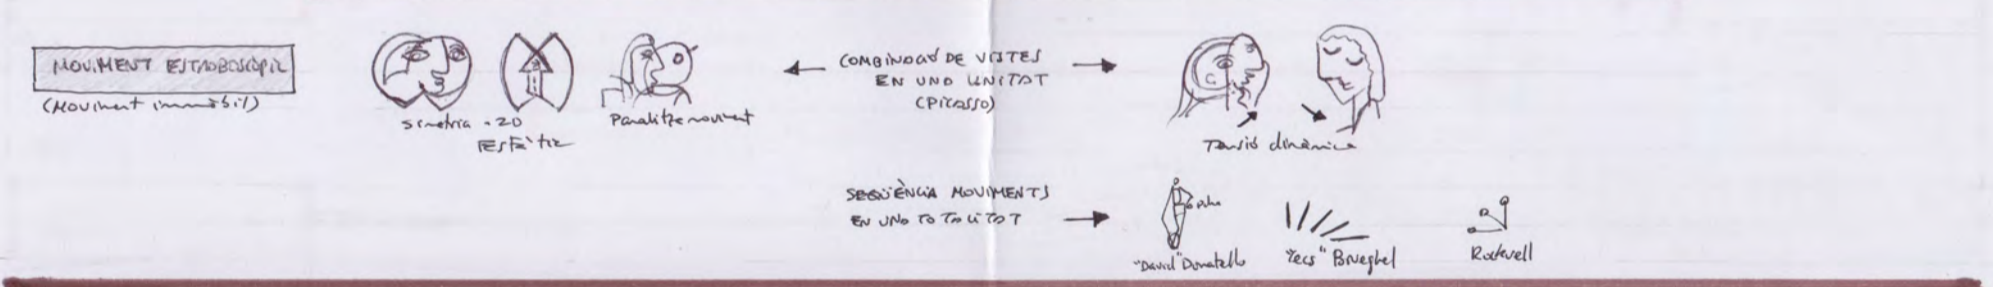 MOVIMENT ESTROBOSCÒPIC
(Moviment immòbil)
simetria . 2D
ESTÀTIC
Paralitza moviment
COMBINACIÓ DE VISTES
EN UNA UNITAT
(PICASSO)
Tensió dinàmica
SEQÜÈNCIA MOVIMENTS
EN UNA TOTALITAT
"David" Donatello
"Cecs" Brueghel
Rockwell